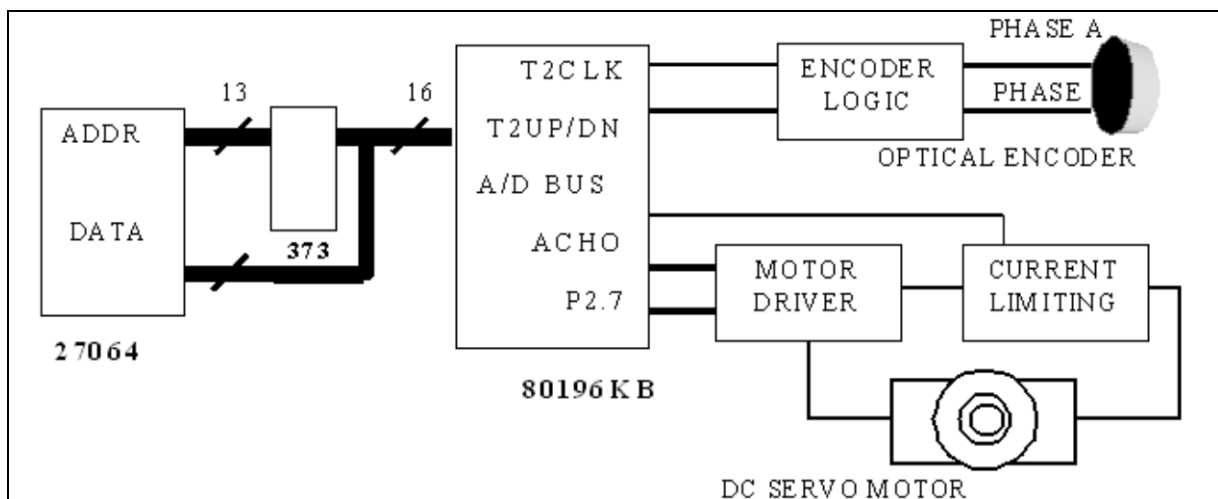 PHASE A
T2CLK
ENCODER
LOGIC
PHASE
13
16
ADDR
T2UP/DN
OPTICAL ENCODER
A/D BUS
DATA
373
ACHO
MOTOR
DRIVER
CURRENT
LIMITING
P2.7
27064
80196KB
DC SERVO MOTOR